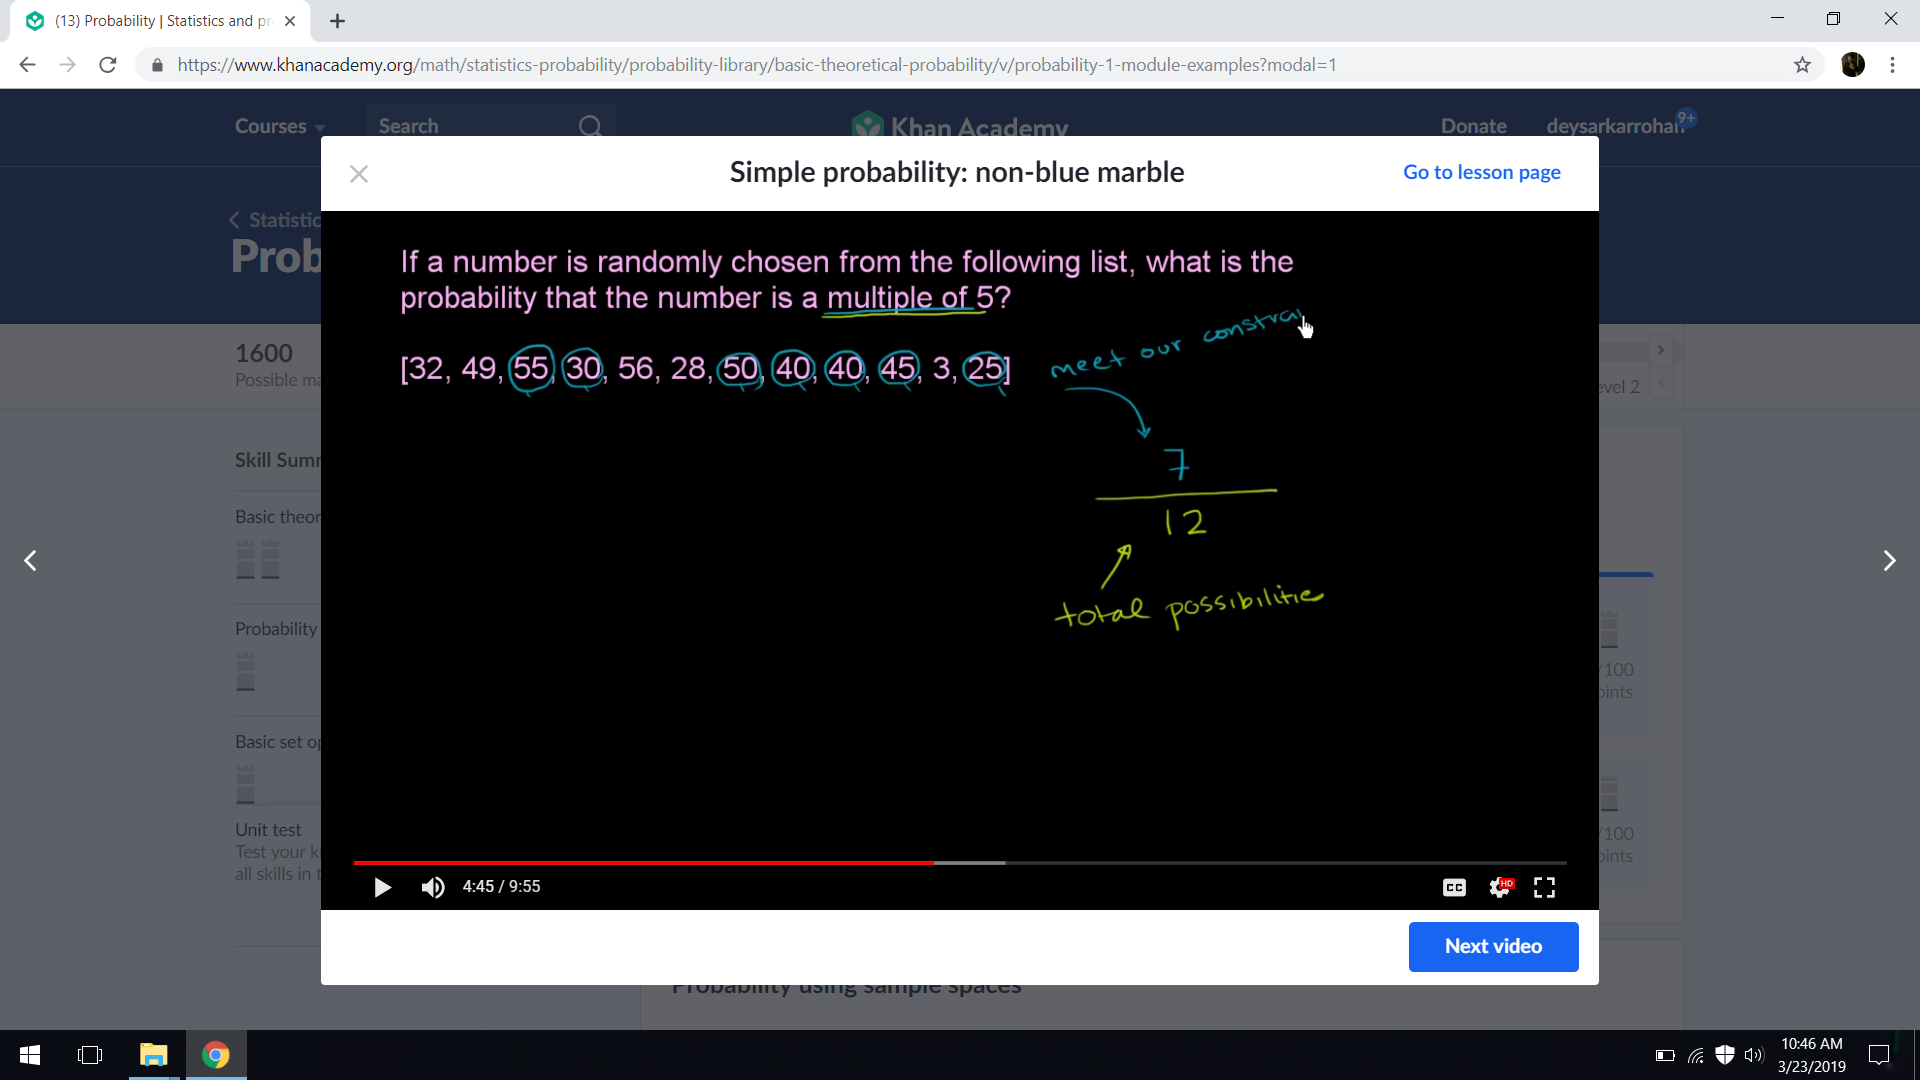 (13) Probability | Statistics and pr
https://www.khanacademy.org/math/statistics-probability/probability-library/basic-theoretical-probability/v/probability-1-module-examples?modal=1
Courses Search Khan Academy Donate deysarkarrohan 9+
Simple probability: non-blue marble
Go to lesson page
Statistic
Prob
If a number is randomly chosen from the following list, what is the
probability that the number is a multiple of 5?
meet our constrai
[32, 49, 55, 30, 56, 28, 50, 40, 40, 45, 3, 25]
7
12
total possibilitie
1600
Possible ma
evel 2
Skill Summ
Basic theor
Probability
/100
oints
Basic set op
Unit test
Test your k
all skills in t
/100
oints
4:45 / 9:55
CC HD
Next video
Probability using sample spaces
10:46 AM
3/23/2019